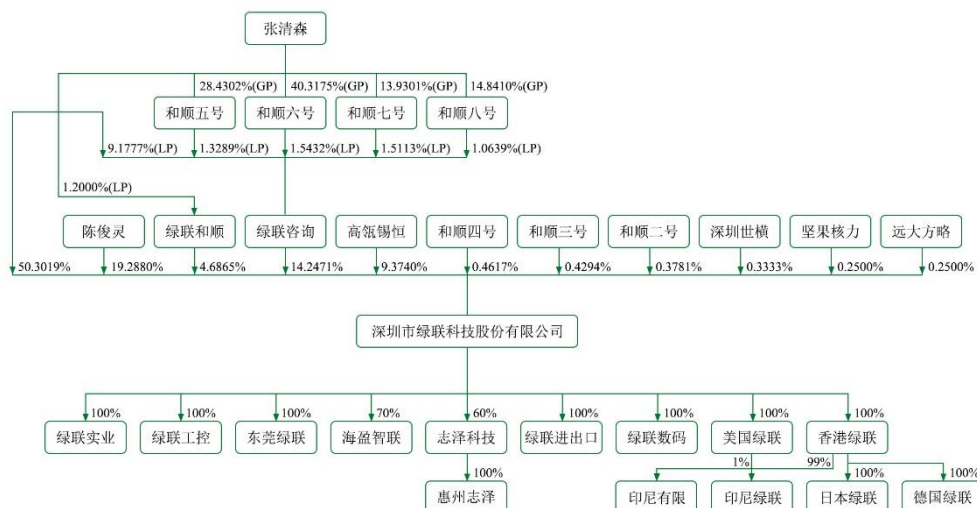 张清森
28.4302%(GP) 40.3175%(GP) 13.9301%(GP) 14.8410%(GP)
和顺五号 和顺六号 和顺七号 和顺八号
9.1777%(LP) 1.3289%(LP) 1.5432%(LP) 1.5113%(LP) 1.0639%(LP)
1.2000%(LP)
陈俊灵 绿联和顺 绿联咨询 高瓴锡恒 和顺四号 和顺三号 和顺二号 深圳世横 坚果核力 远大方略
50.3019% 19.2880% 4.6865% 14.2471% 9.3740% 0.4617% 0.4294% 0.3781% 0.3333% 0.2500% 0.2500%
深圳市绿联科技股份有限公司
100% 100% 100% 70% 60% 100% 100% 100% 100%
绿联实业 绿联工控 东莞绿联 海盈智联 志泽科技 绿联进出口 绿联数码 美国绿联 香港绿联
1% 99%
100% 100% 100%
惠州志泽 印尼有限 印尼绿联 日本绿联 德国绿联